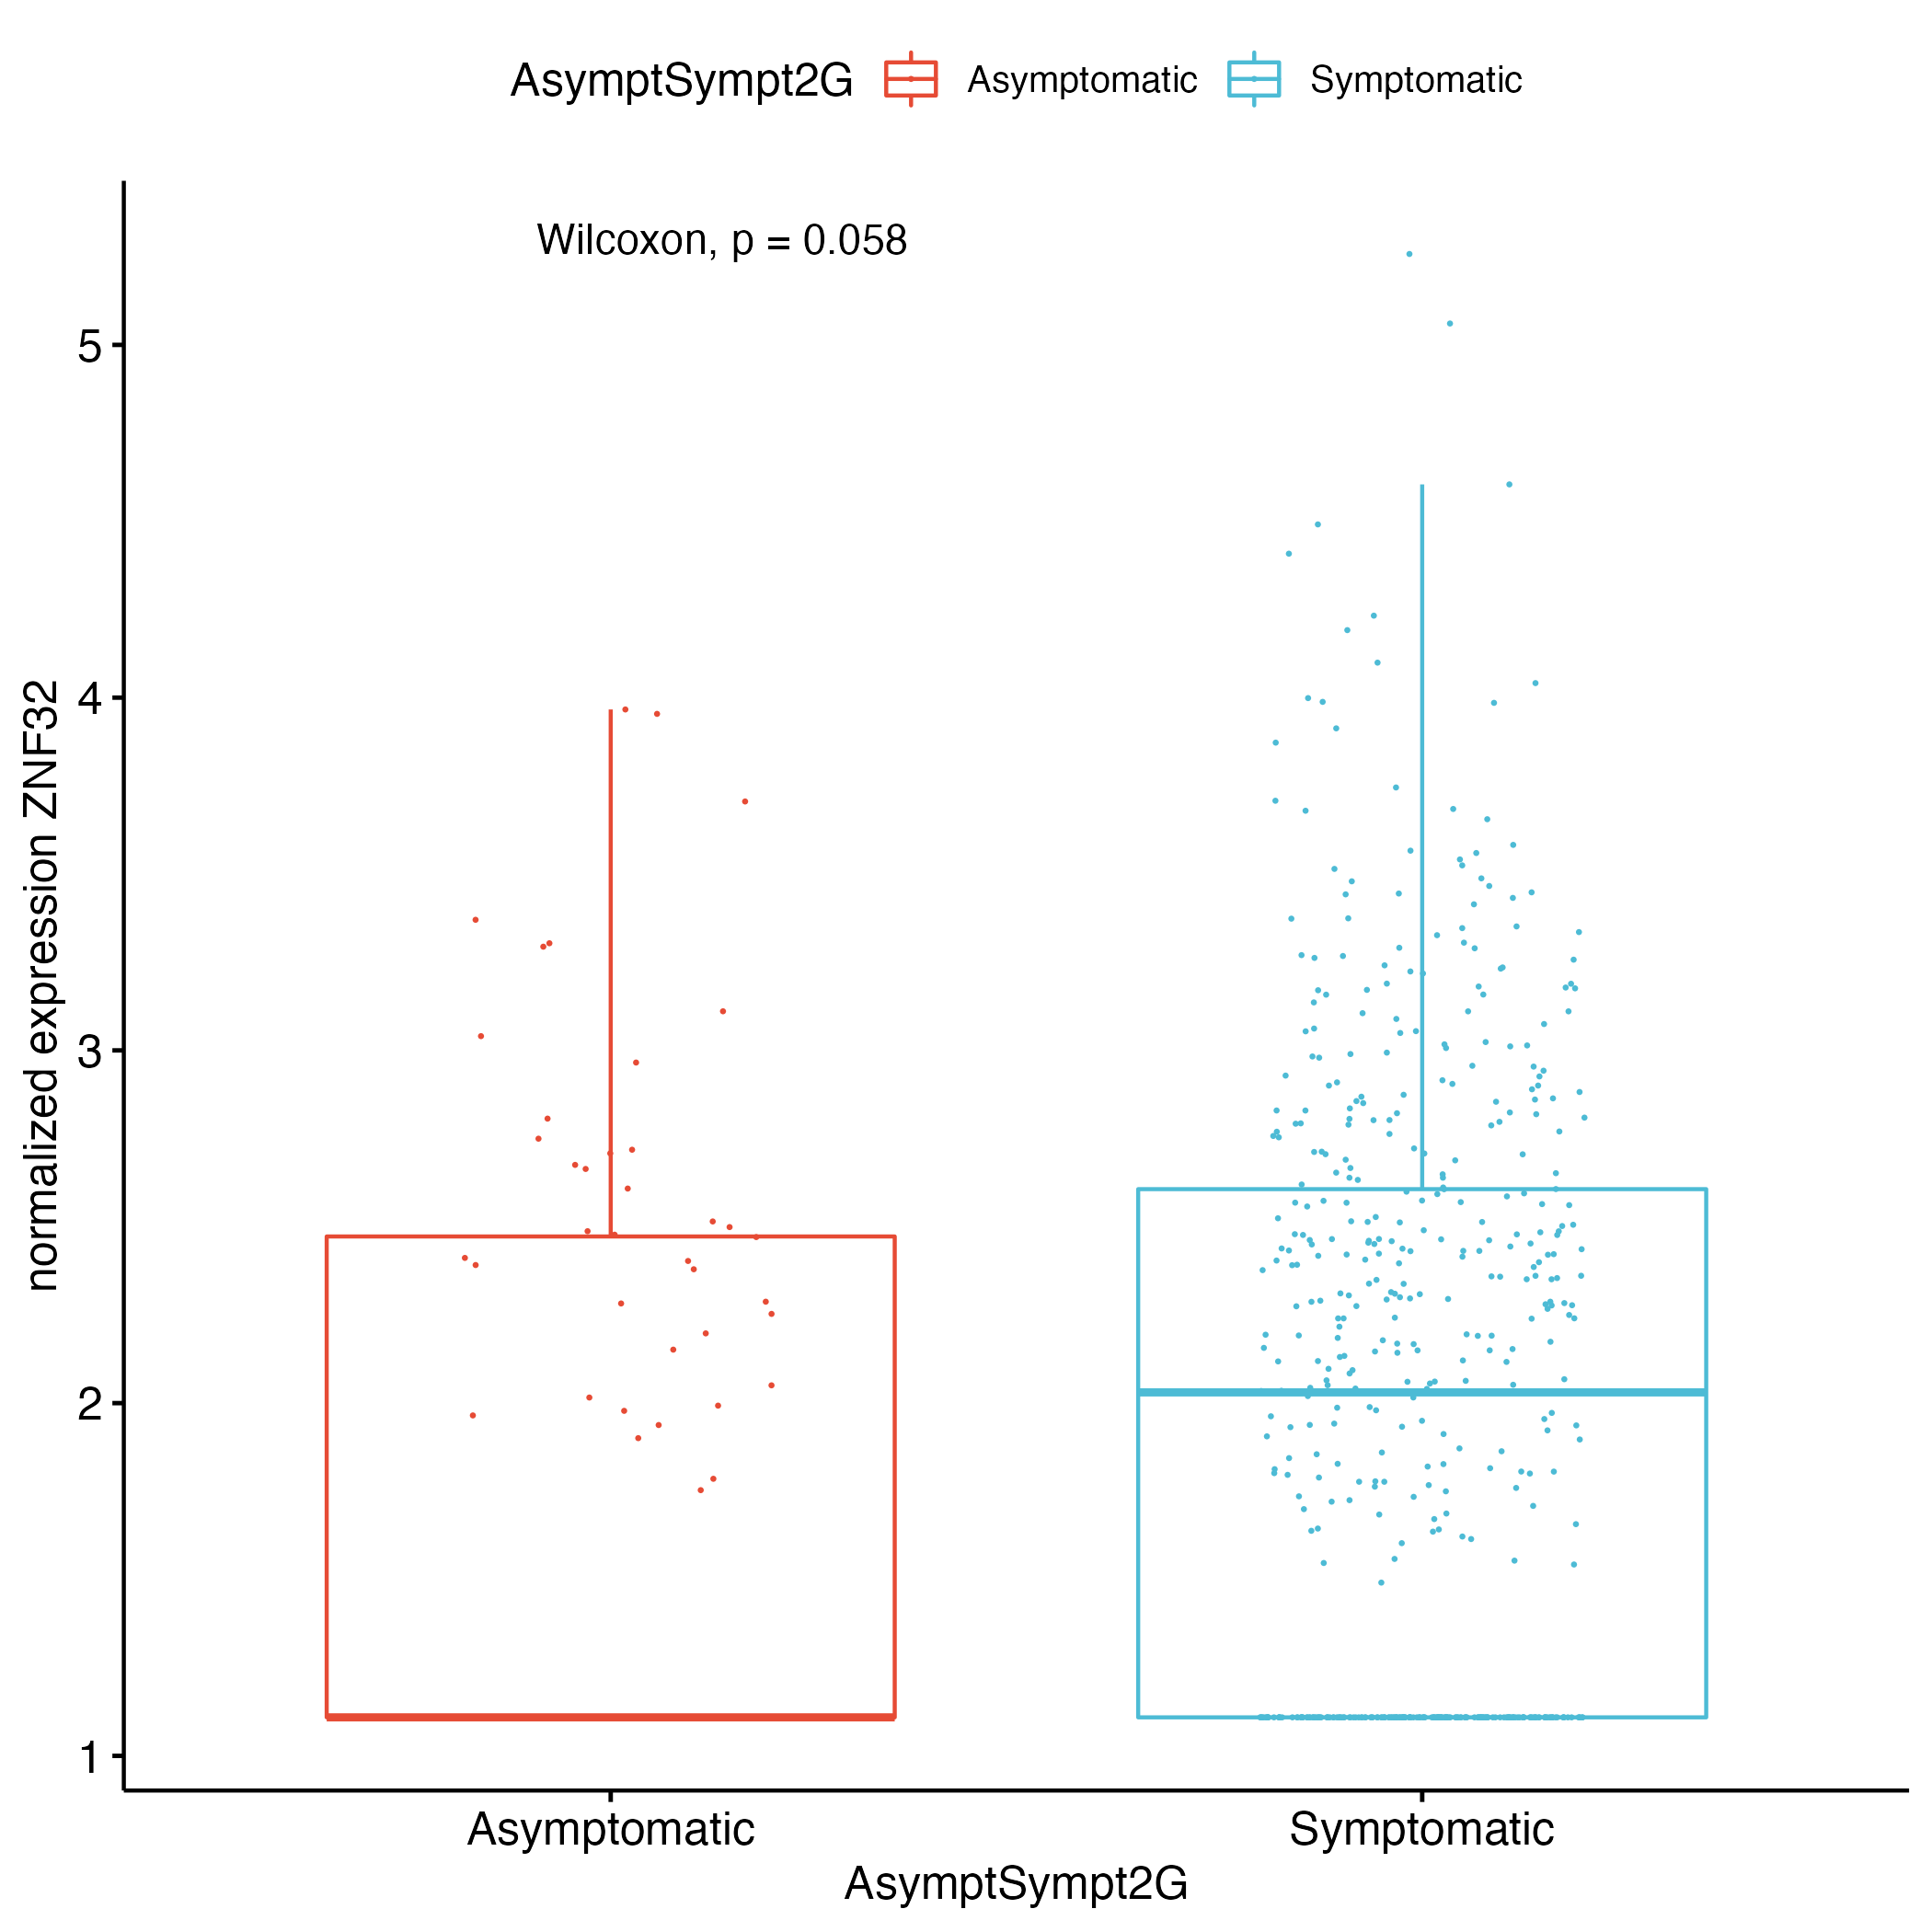 AsymptSympt2G Asymptomatic Symptomatic
Wilcoxon, p = 0.058
5
4
3
2
1
normalized expression ZNF32
Asymptomatic Symptomatic
AsymptSympt2G